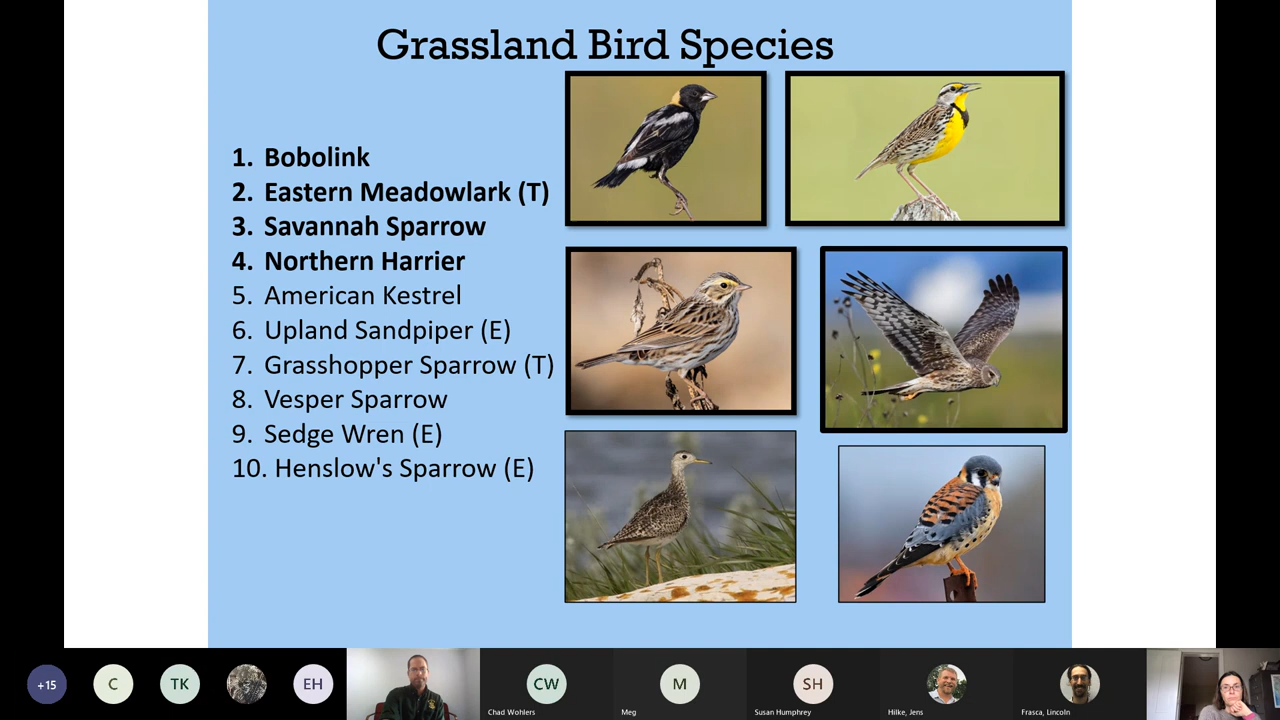 Grassland Bird Species
1. Bobolink
2. Eastern Meadowlark (T)
3. Savannah Sparrow
4. Northern Harrier
5. American Kestrel
6. Upland Sandpiper (E)
7. Grasshopper Sparrow (T)
8. Vesper Sparrow
9. Sedge Wren (E)
10. Henslow's Sparrow (E)
+15
C
TK
EH
CW
Chad Wohlers
M
Meg
SH
Susan Humphrey
Hilke, Jens
Frasca, Lincoln